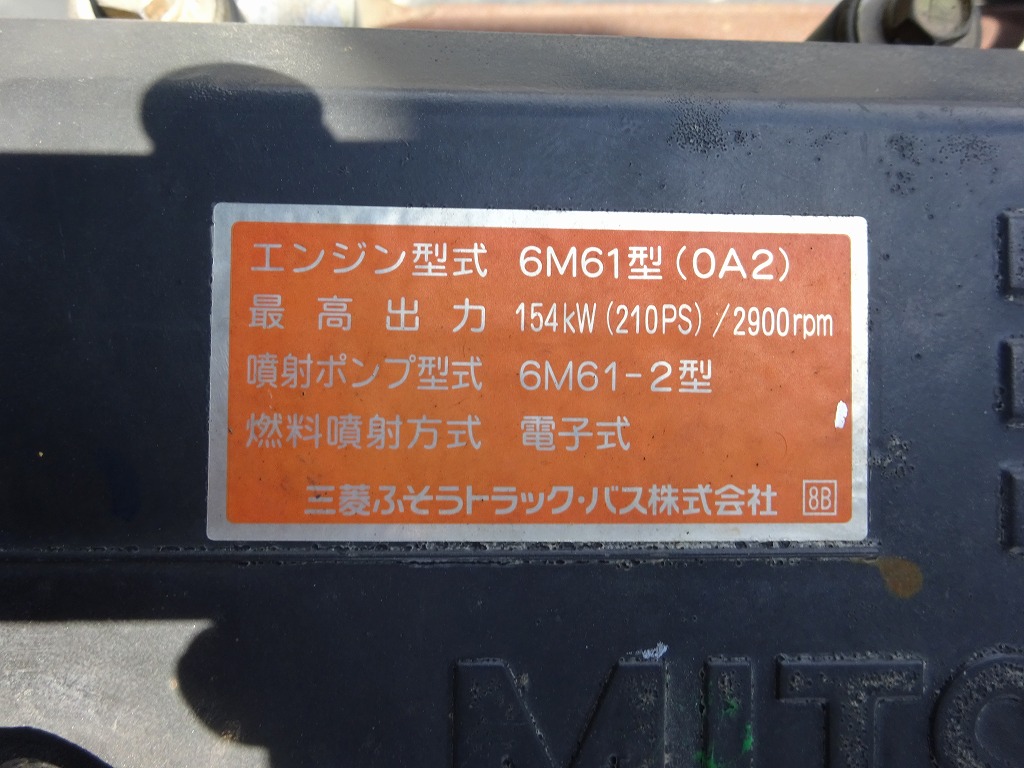 エンジン型式 6M61型(0A2)
最高出力 154kW(210PS)/2900rpm
噴射ポンプ型式 6M61-2型
燃料噴射方式 電子式
三菱ふそうトラック・バス株式会社 8B
MITS